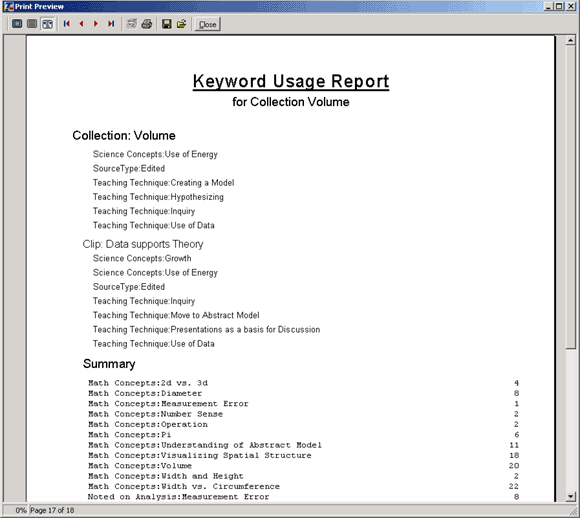 Print Preview
Close
Keyword Usage Report
for Collection Volume
Collection: Volume
Science Concepts:Use of Energy
SourceType:Edited
Teaching Technique:Creating a Model
Teaching Technique:Hypothesizing
Teaching Technique:Inquiry
Teaching Technique:Use of Data
Clip: Data supports Theory
Science Concepts:Growth
Science Concepts:Use of Energy
SourceType:Edited
Teaching Technique:Inquiry
Teaching Technique:Move to Abstract Model
Teaching Technique:Presentations as a basis for Discussion
Teaching Technique:Use of Data
Summary
Math Concepts:2d vs. 3d 4
Math Concepts:Diameter 8
Math Concepts:Measurement Error 1
Math Concepts:Number Sense 2
Math Concepts:Operation 2
Math Concepts:Pi 6
Math Concepts:Understanding of Abstract Model 11
Math Concepts:Visualizing Spatial Structure 18
Math Concepts:Volume 20
Math Concepts:Width and Height 2
Math Concepts:Width vs. Circumference 22
Noted on Analysis:Measurement Error 8
0% Page 17 of 18